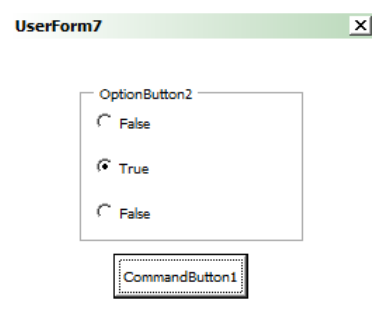 UserForm7
OptionButton2
False
True
False
CommandButton1